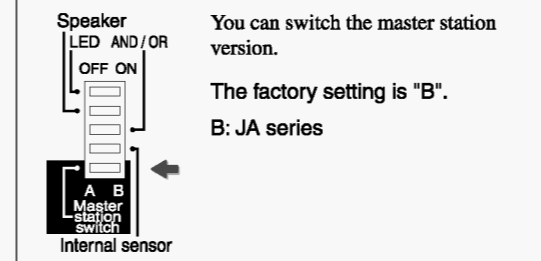 Speaker
LED AND/OR
OFF ON
A B
Master
station
switch
Internal sensor
You can switch the master station
version.
The factory setting is "B".
B: JA series